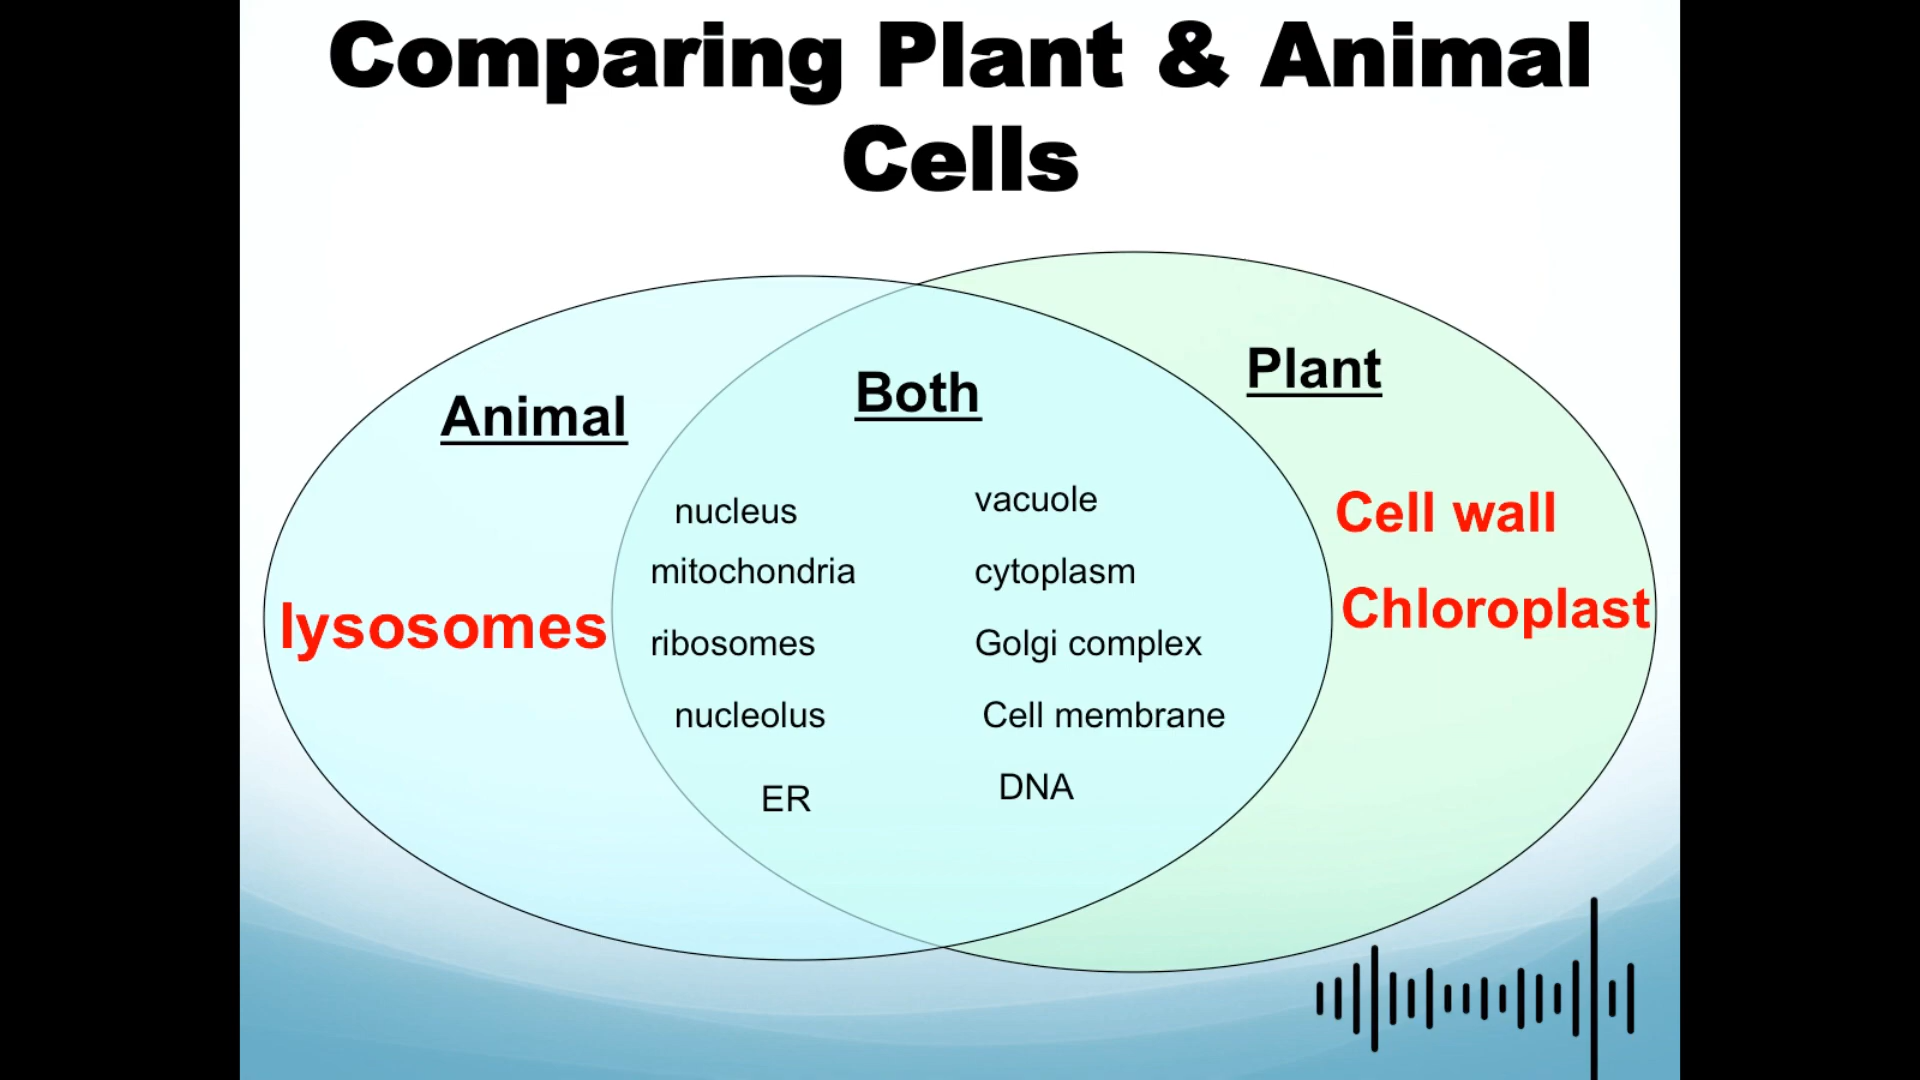 Comparing Plant & Animal
Cells
Animal
lysosomes
Both
nucleus
mitochondria
ribosomes
nucleolus
ER
vacuole
cytoplasm
Golgi complex
Cell membrane
DNA
Plant
Cell wall
Chloroplast